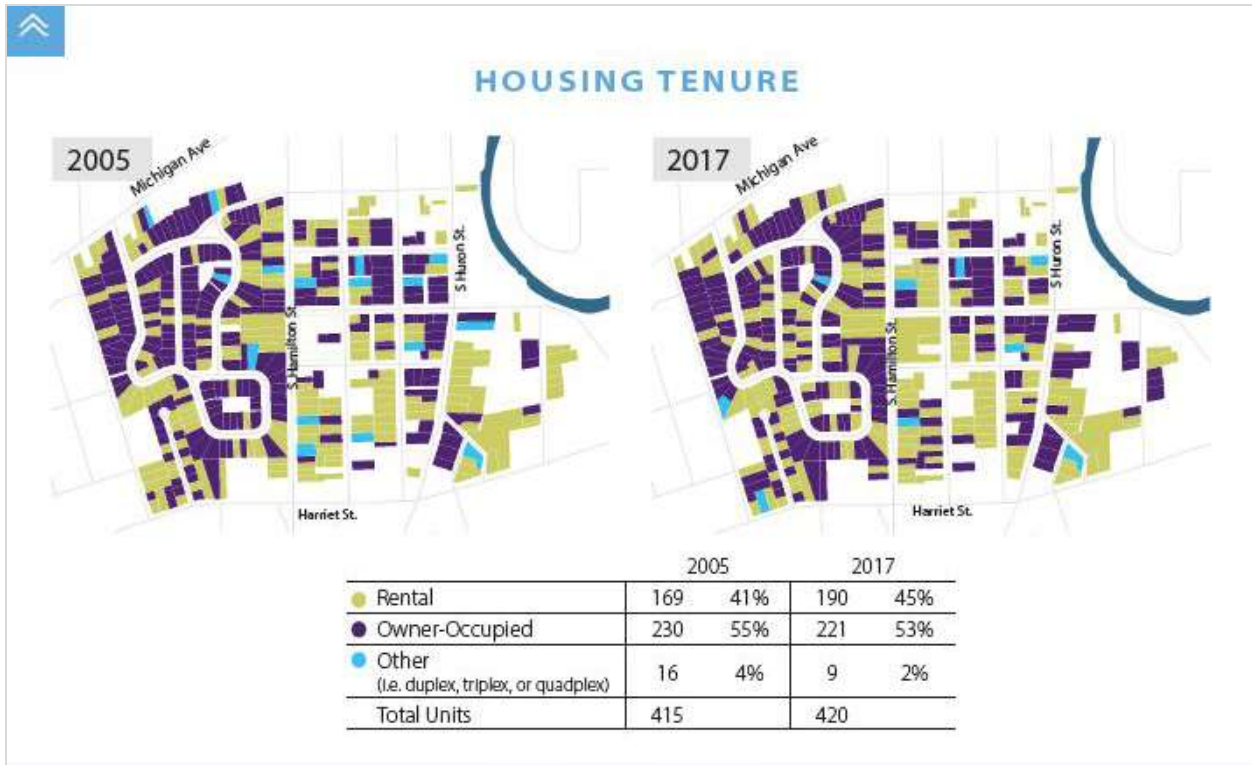 HOUSING TENURE
2005
Michigan Ave
S Huron St.
S. Hamilton St.
Harriet St.
2017
Michigan Ave
S Huron St.
S. Hamilton St.
Harriet St.
2005 2017
Rental 169 41% 190 45%
Owner-Occupied 230 55% 221 53%
Other
(i.e. duplex, triplex, or quadplex) 16 4% 9 2%
Total Units 415 420